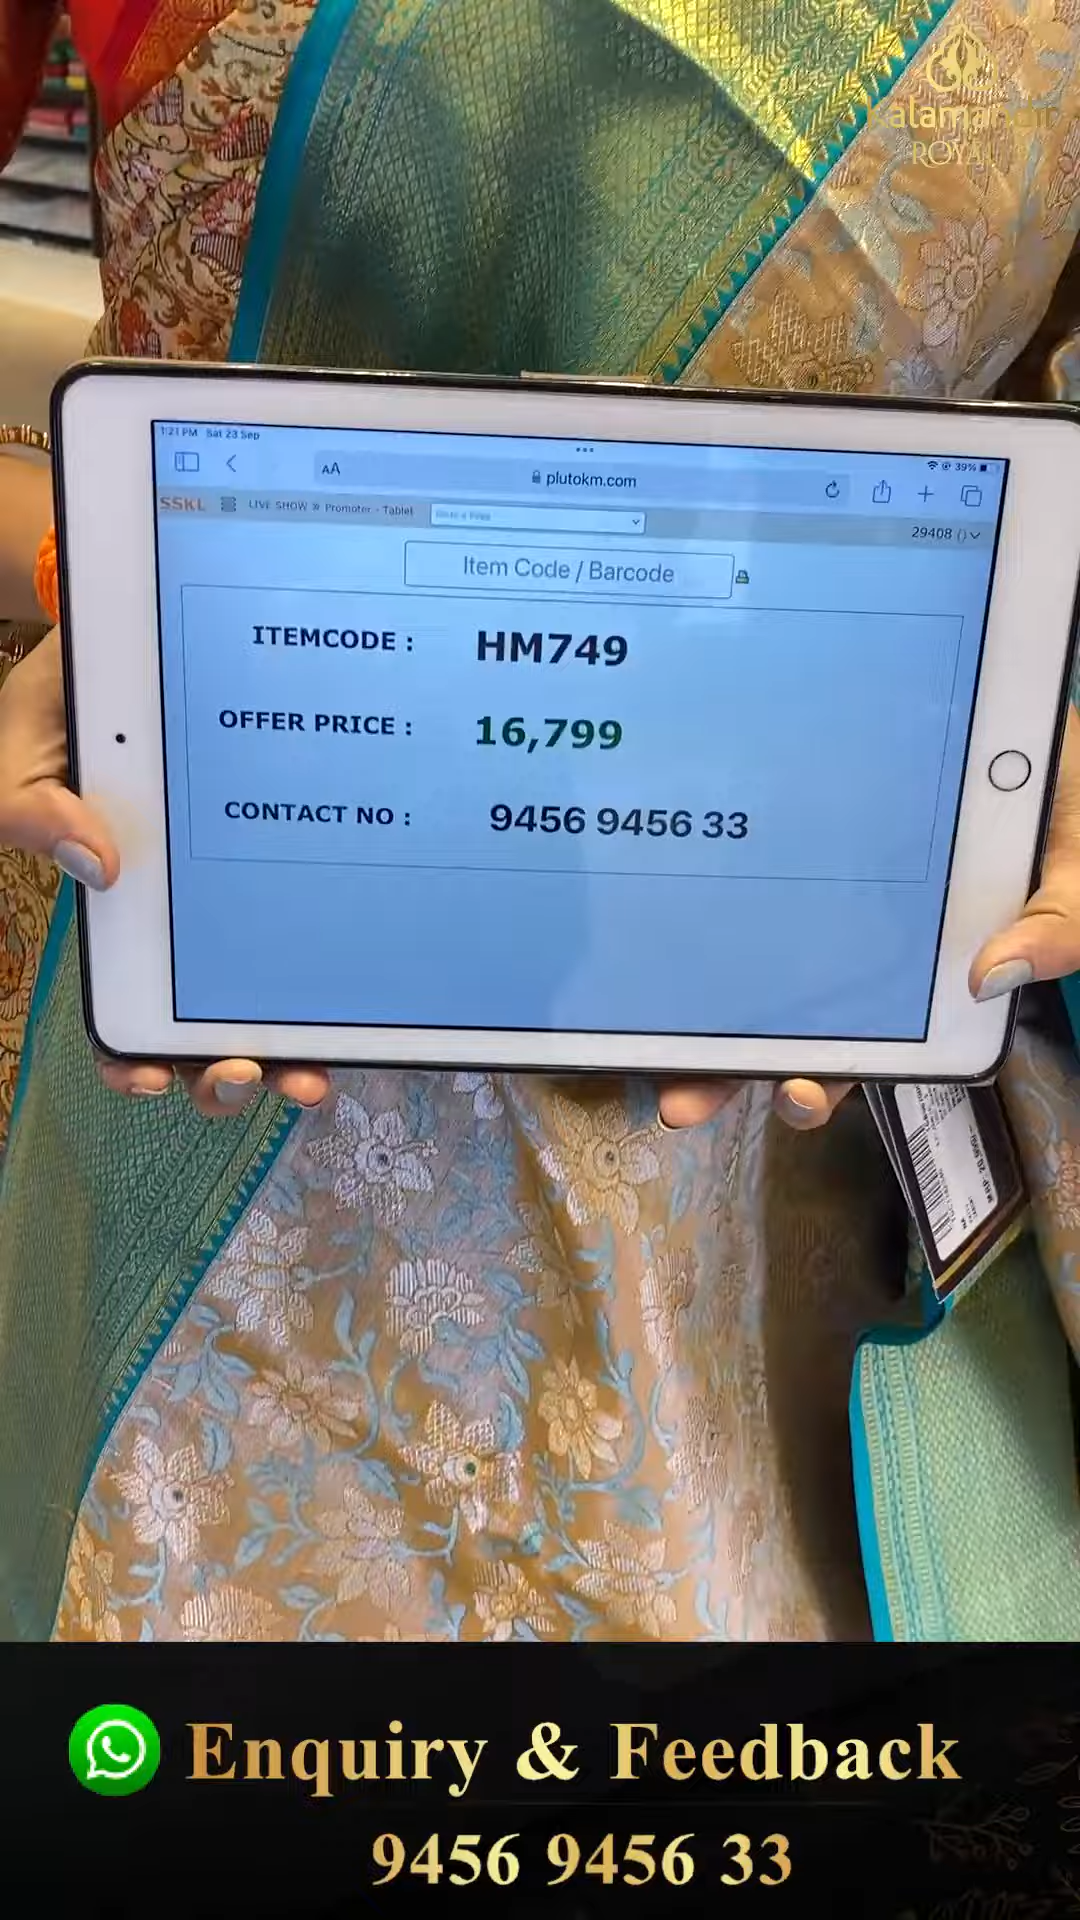 kalamandir
ROYAL
1:21 PM Sat 23 Sep
39%
AA
plutokm.com
SSKL
LIVE SHOW » Promoter - Tablet
29408 ()
Item Code / Barcode
ITEMCODE : HM749
OFFER PRICE : 16,799
CONTACT NO : 9456 9456 33
Enquiry & Feedback
9456 9456 33